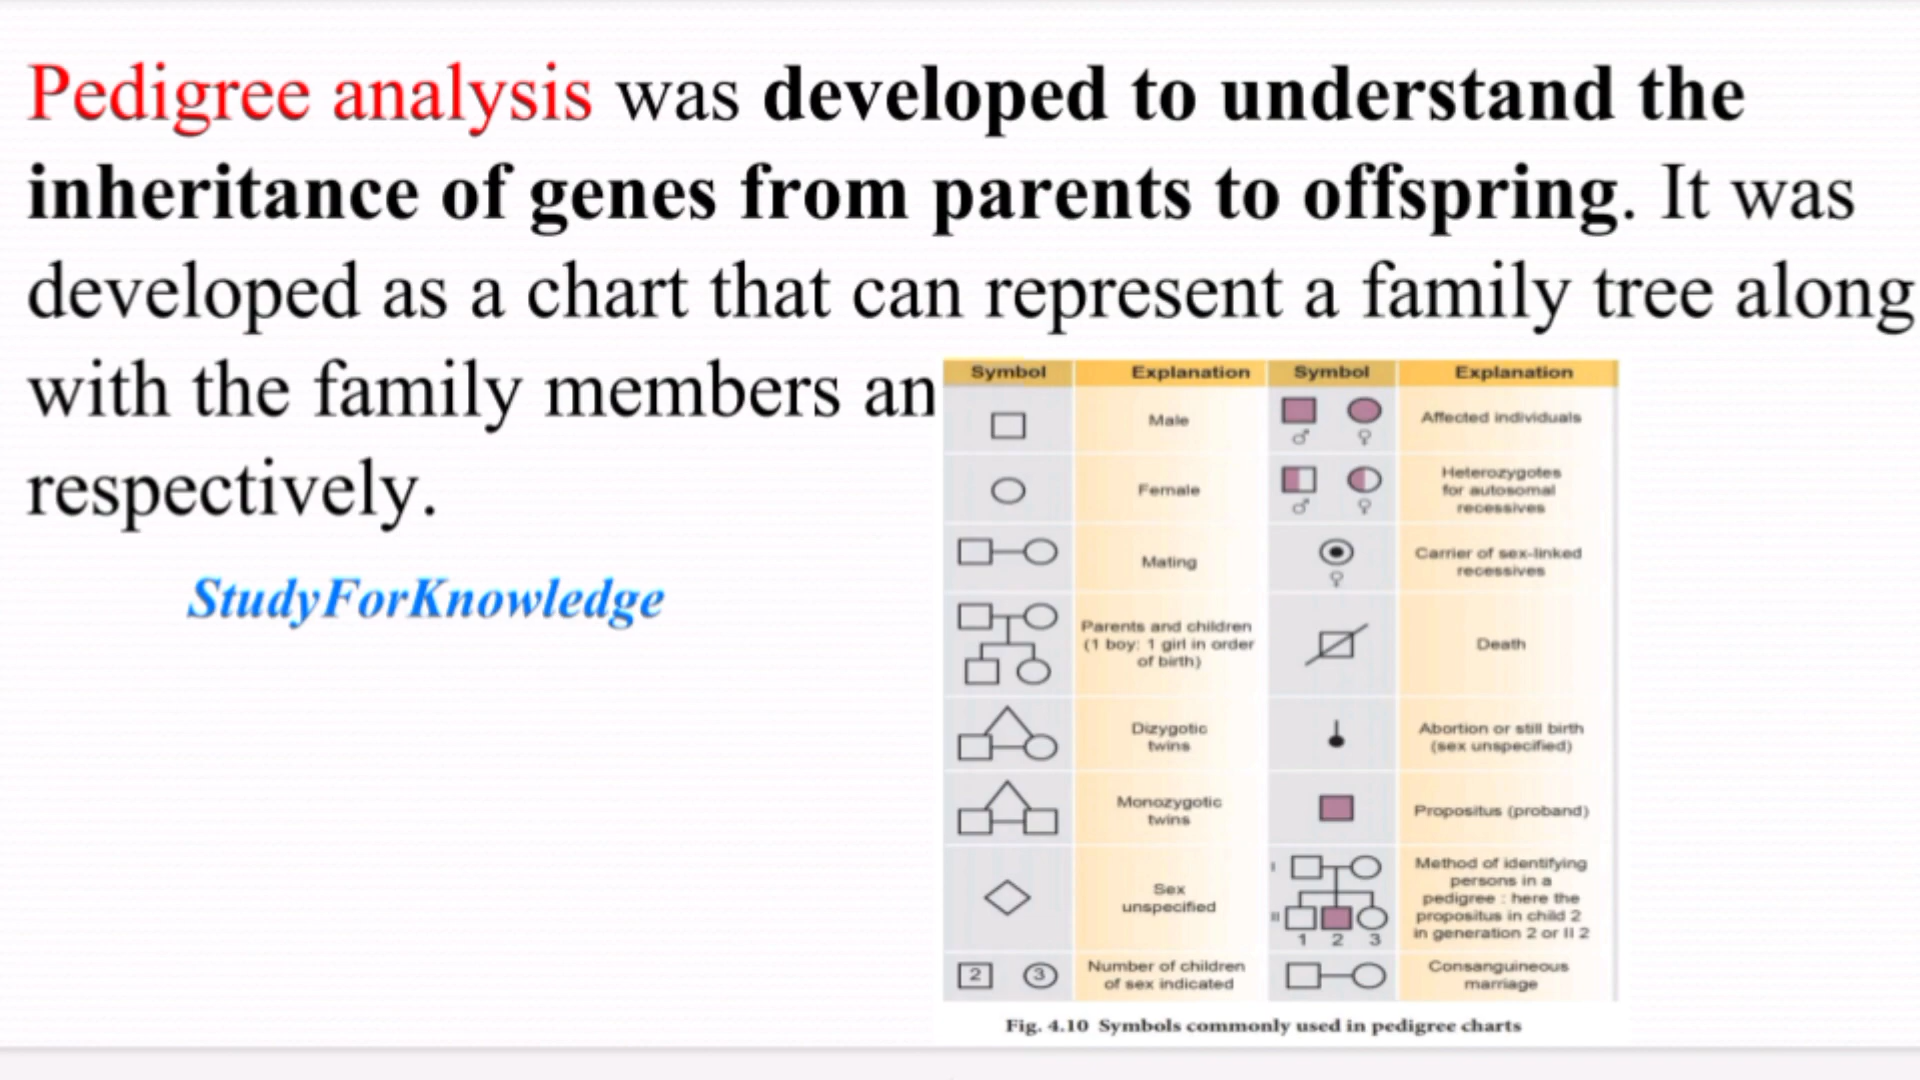 Pedigree analysis was developed to understand the
inheritance of genes from parents to offspring. It was
developed as a chart that can represent a family tree along
with the family members an
respectively.
StudyForKnowledge
Symbol Explanation Symbol Explanation
Male
♂ ♀
Affected individuals
Female
♂ ♀
Heterozygotes
for autosomal
recessives
Mating
♀
Carrier of sex-linked
recessives
Parents and children
(1 boy: 1 girl in order
of birth)
Death
Dizygotic
twins
Abortion or still birth
(sex unspecified)
Monozygotic
twins
Propositus (proband)
Sex
unspecified
I
II
1 2 3
Method of identifying
persons in a
pedigree : here the
propositus in child 2
in generation 2 or II 2
2 3
Number of children
of sex indicated
Consanguineous
marriage
Fig. 4.10 Symbols commonly used in pedigree charts